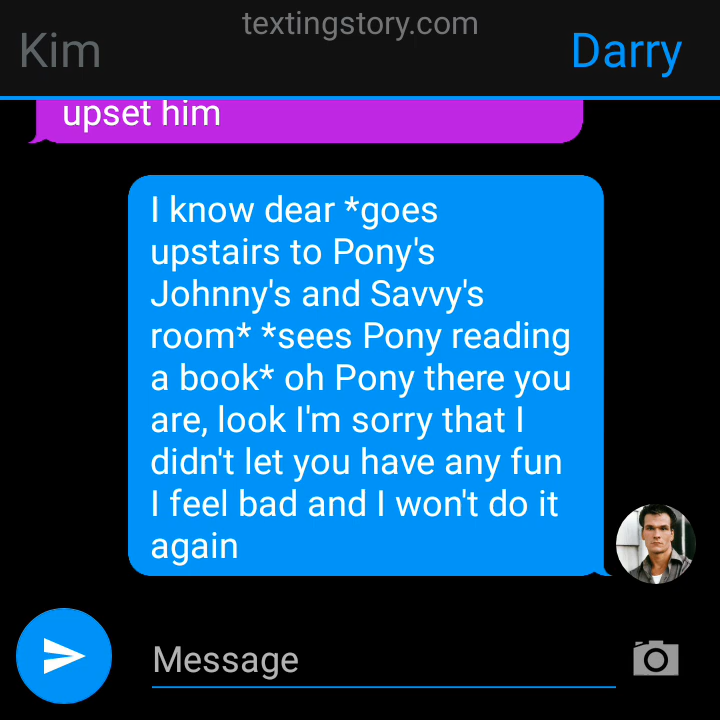 textingstory.com
Kim
Darry
upset him
I know dear *goes
upstairs to Pony's
Johnny's and Savvy's
room* *sees Pony reading
a book* oh Pony there you
are, look I'm sorry that I
didn't let you have any fun
I feel bad and I won't do it
again
Message